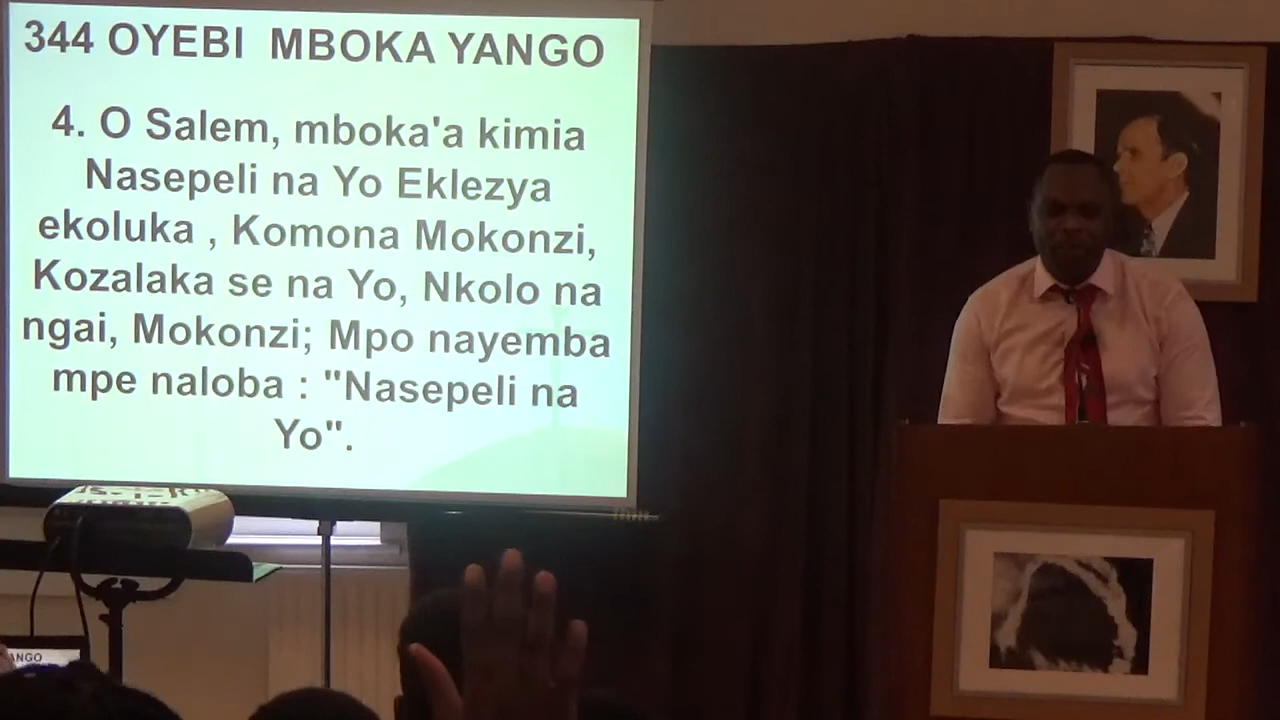 344 OYEBI MBOKA YANGO
4. O Salem, mboka'a kimia
Nasepeli na Yo Eklezya
ekoluka , Komona Mokonzi,
Kozalaka se na Yo, Nkolo na
ngai, Mokonzi; Mpo nayemba
mpe naloba : "Nasepeli na
Yo".
ANGO